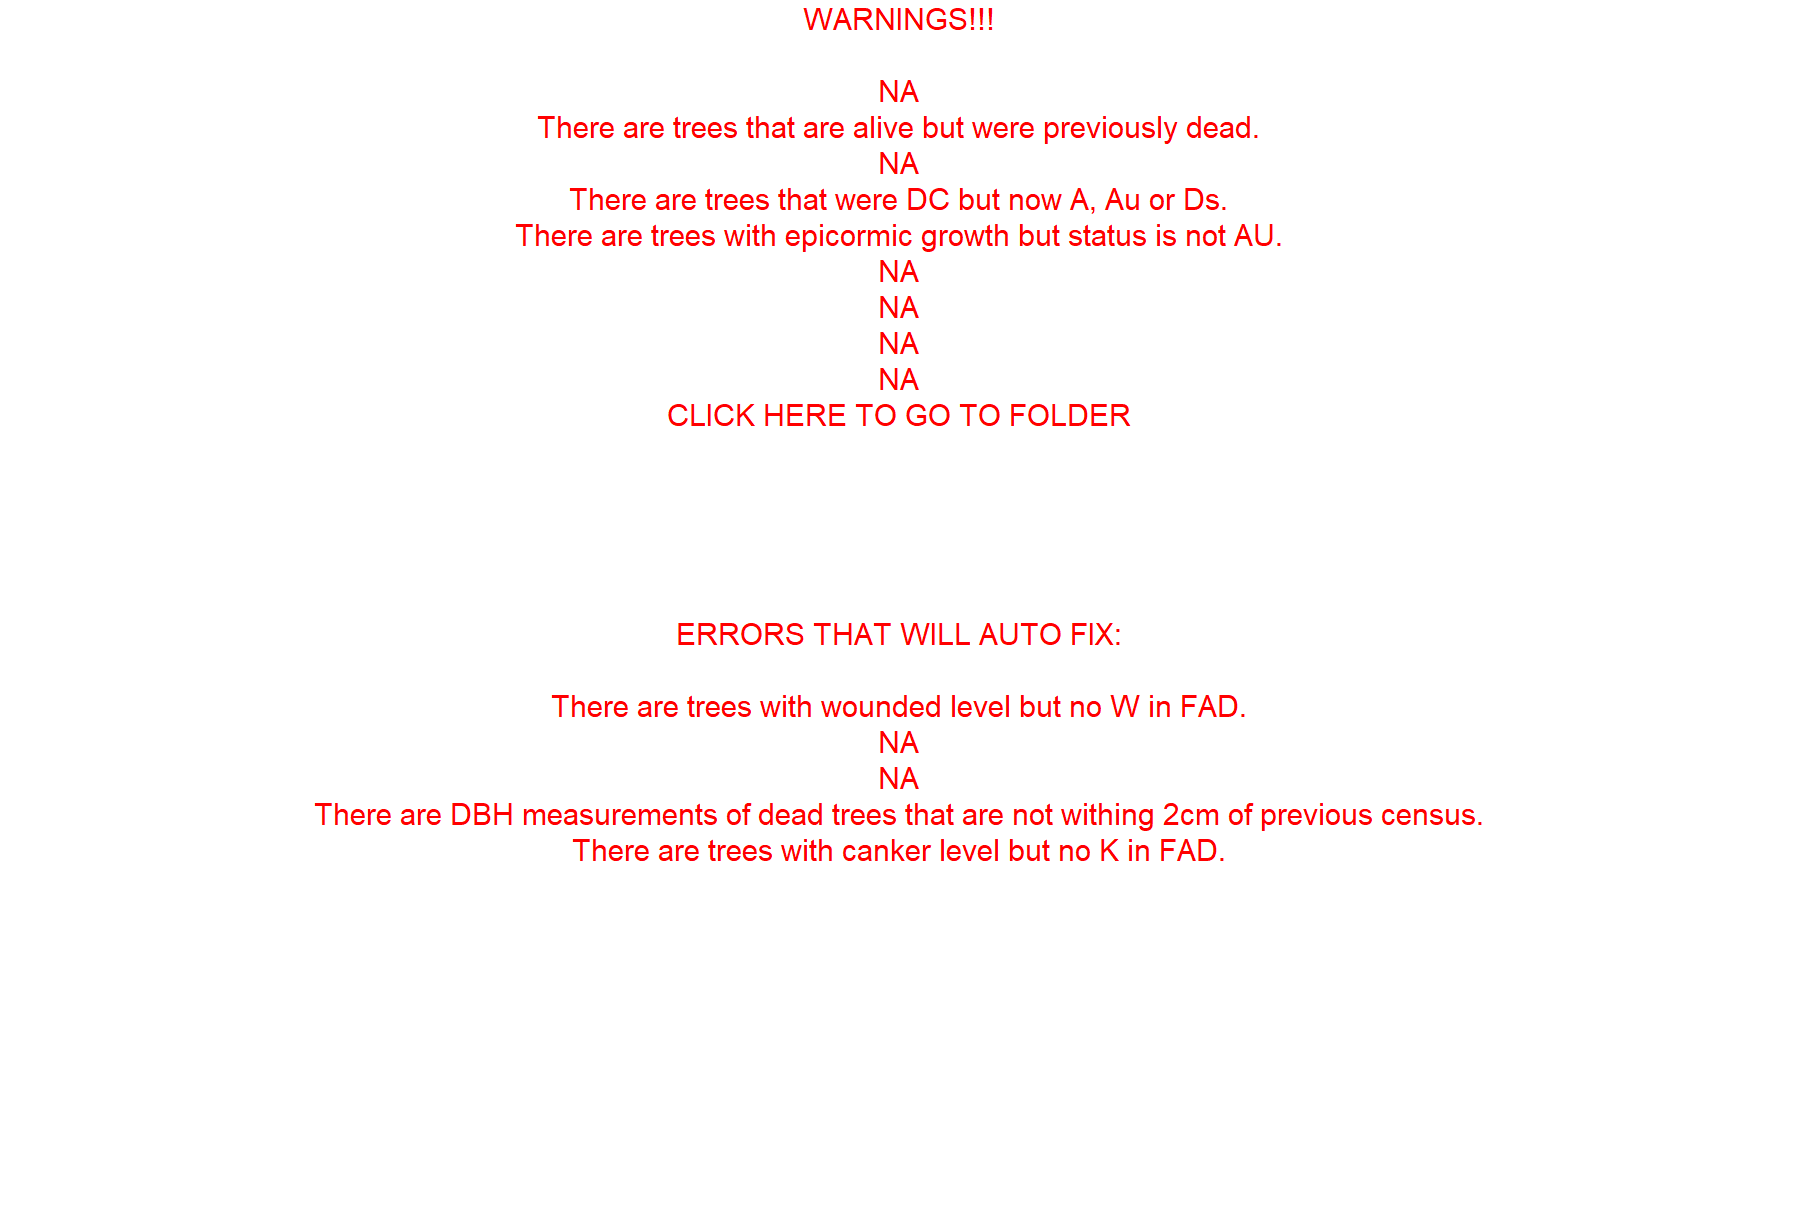 WARNINGS!!!
NA
There are trees that are alive but were previously dead.
NA
There are trees that were DC but now A, Au or Ds.
There are trees with epicormic growth but status is not AU.
NA
NA
NA
NA
CLICK HERE TO GO TO FOLDER
ERRORS THAT WILL AUTO FIX:
There are trees with wounded level but no W in FAD.
NA
NA
There are DBH measurements of dead trees that are not withing 2cm of previous census.
There are trees with canker level but no K in FAD.